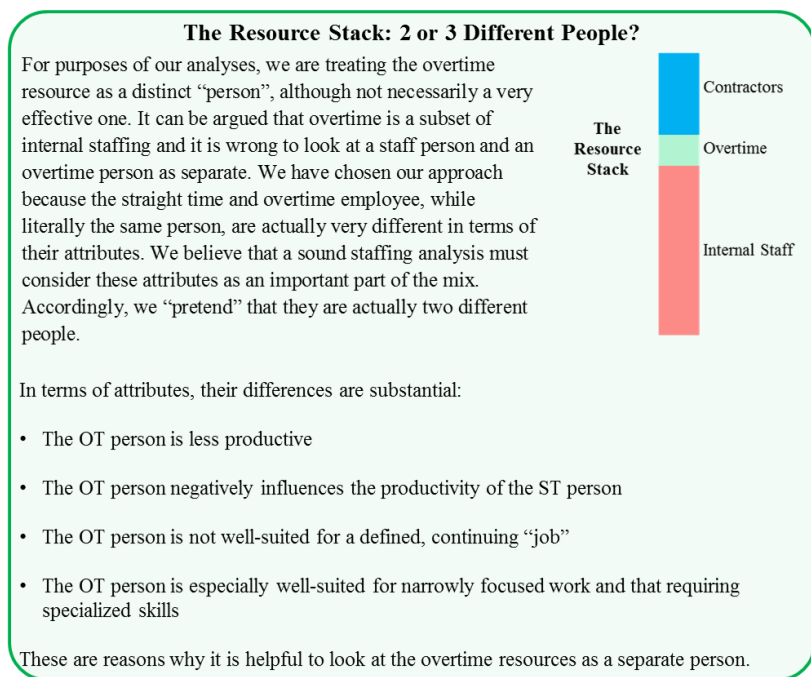 The Resource Stack: 2 or 3 Different People?
For purposes of our analyses, we are treating the overtime
resource as a distinct “person”, although not necessarily a very
effective one. It can be argued that overtime is a subset of
internal staffing and it is wrong to look at a staff person and an
overtime person as separate. We have chosen our approach
because the straight time and overtime employee, while
literally the same person, are actually very different in terms of
their attributes. We believe that a sound staffing analysis must
consider these attributes as an important part of the mix.
Accordingly, we “pretend” that they are actually two different
people.
The
Resource
Stack
Contractors
Overtime
Internal Staff
In terms of attributes, their differences are substantial:
• The OT person is less productive
• The OT person negatively influences the productivity of the ST person
• The OT person is not well-suited for a defined, continuing “job”
• The OT person is especially well-suited for narrowly focused work and that requiring
specialized skills
These are reasons why it is helpful to look at the overtime resources as a separate person.